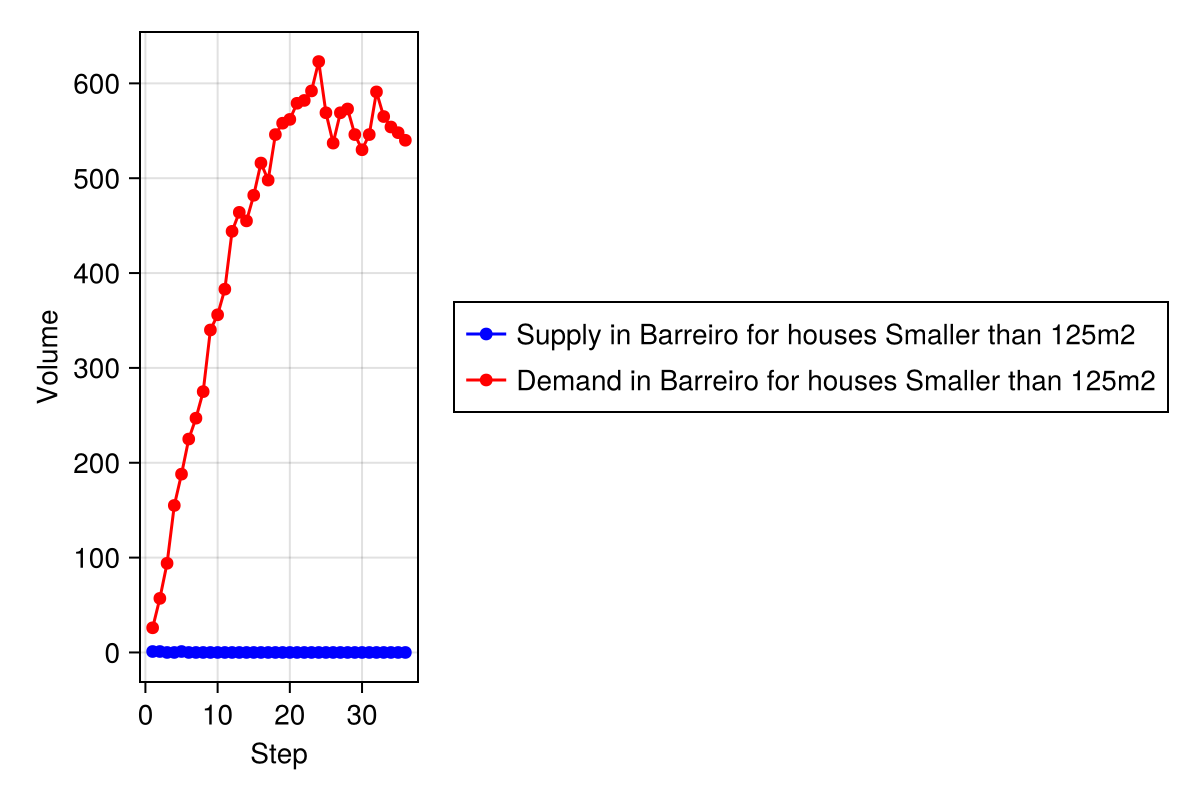 600
500
400
300
200
100
0
Volume
0 10 20 30
Step
Supply in Barreiro for houses Smaller than 125m2
Demand in Barreiro for houses Smaller than 125m2